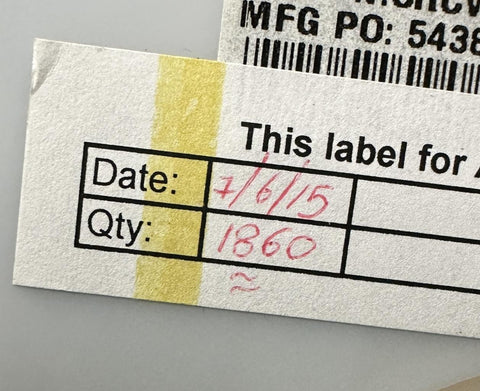 MFG PO: 5438
This label for
Date: 7/6/15
Qty: 1860